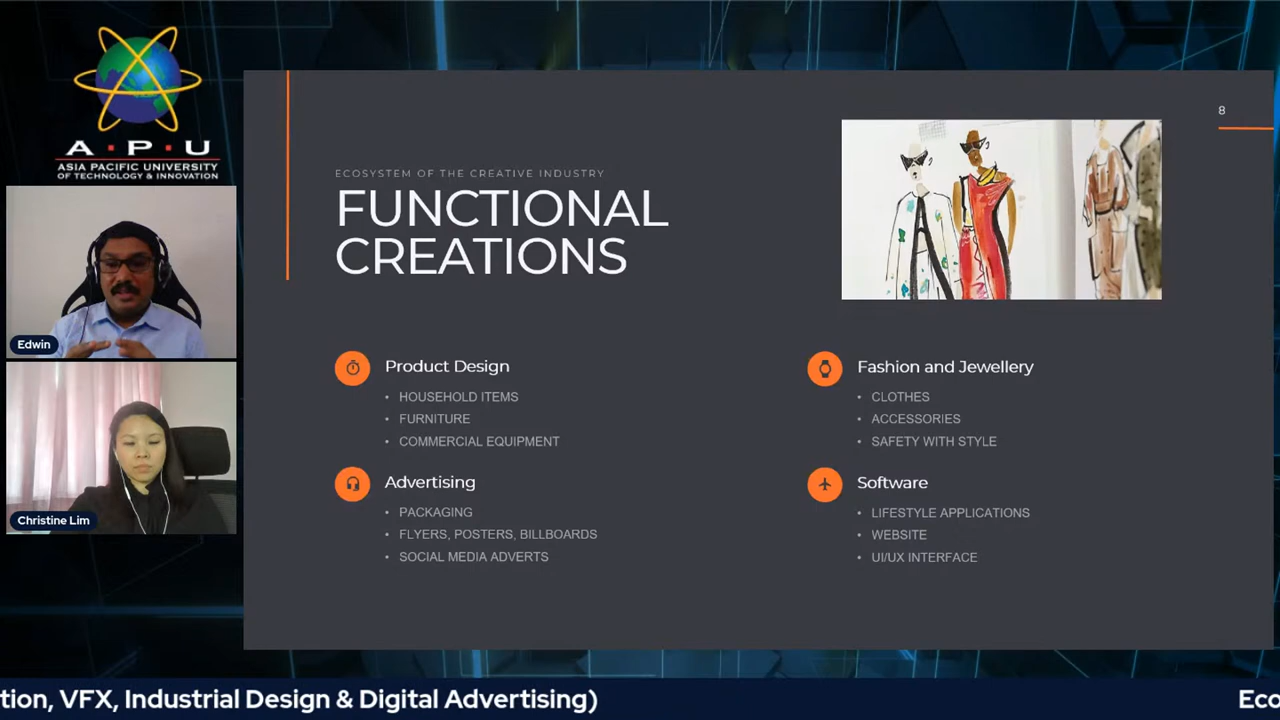 A·P·U
ASIA PACIFIC UNIVERSITY
OF TECHNOLOGY & INNOVATION
Edwin
Christine Lim
8
ECOSYSTEM OF THE CREATIVE INDUSTRY
FUNCTIONAL
CREATIONS
Product Design
• HOUSEHOLD ITEMS
• FURNITURE
• COMMERCIAL EQUIPMENT
Fashion and Jewellery
• CLOTHES
• ACCESSORIES
• SAFETY WITH STYLE
Advertising
• PACKAGING
• FLYERS, POSTERS, BILLBOARDS
• SOCIAL MEDIA ADVERTS
Software
• LIFESTYLE APPLICATIONS
• WEBSITE
• UI/UX INTERFACE
tion, VFX, Industrial Design & Digital Advertising) Eco